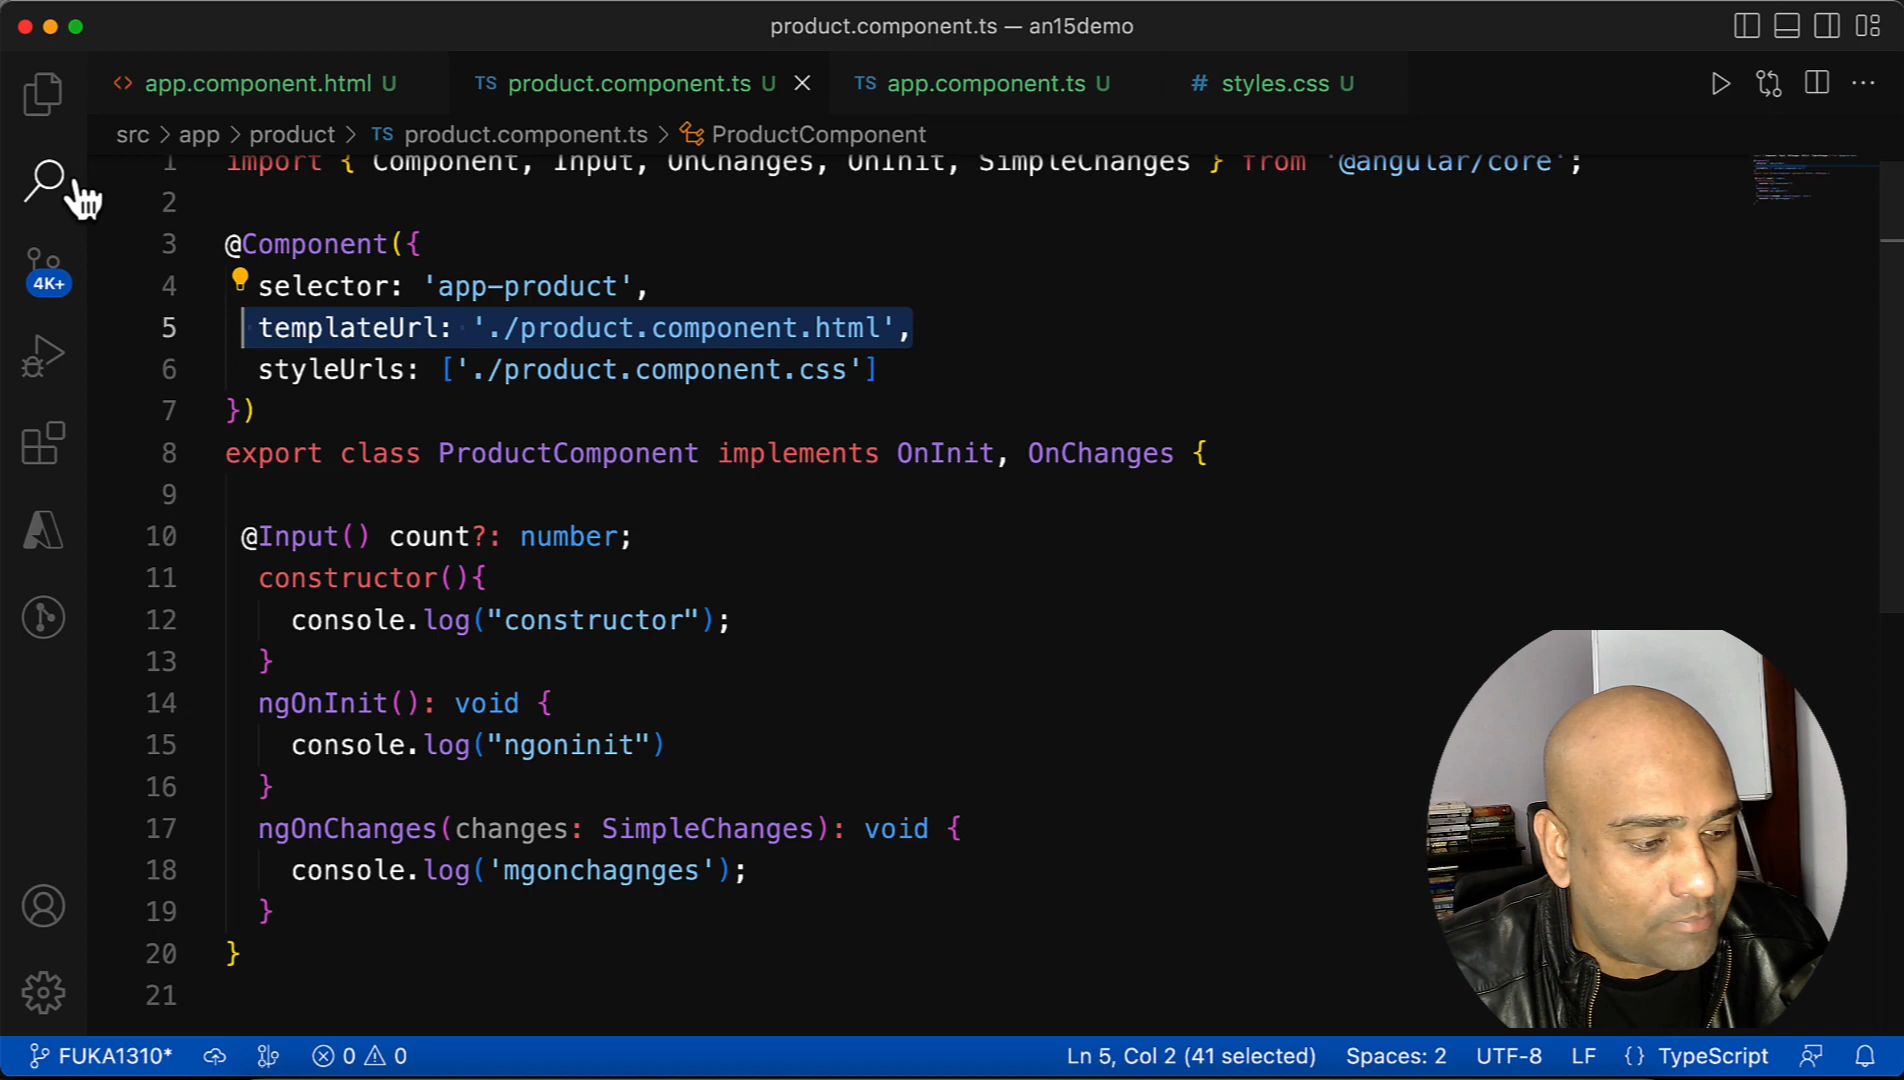 product.component.ts — an15demo
<> app.component.html U TS product.component.ts U × TS app.component.ts U # styles.css U
src > app > product > TS product.component.ts > ProductComponent
1 import { Component, Input, OnChanges, OnInit, SimpleChanges } from '@angular/core';
2
3 @Component({
4 selector: 'app-product',
5 templateUrl: './product.component.html',
6 styleUrls: ['./product.component.css']
7 })
8 export class ProductComponent implements OnInit, OnChanges {
9
10 @Input() count?: number;
11 constructor(){
12 console.log("constructor");
13 }
14 ngOnInit(): void {
15 console.log("ngoninit")
16 }
17 ngOnChanges(changes: SimpleChanges): void {
18 console.log('mgonchagnges');
19 }
20 }
21
4K+
FUKA1310* 0 0 Ln 5, Col 2 (41 selected) Spaces: 2 UTF-8 LF {} TypeScript